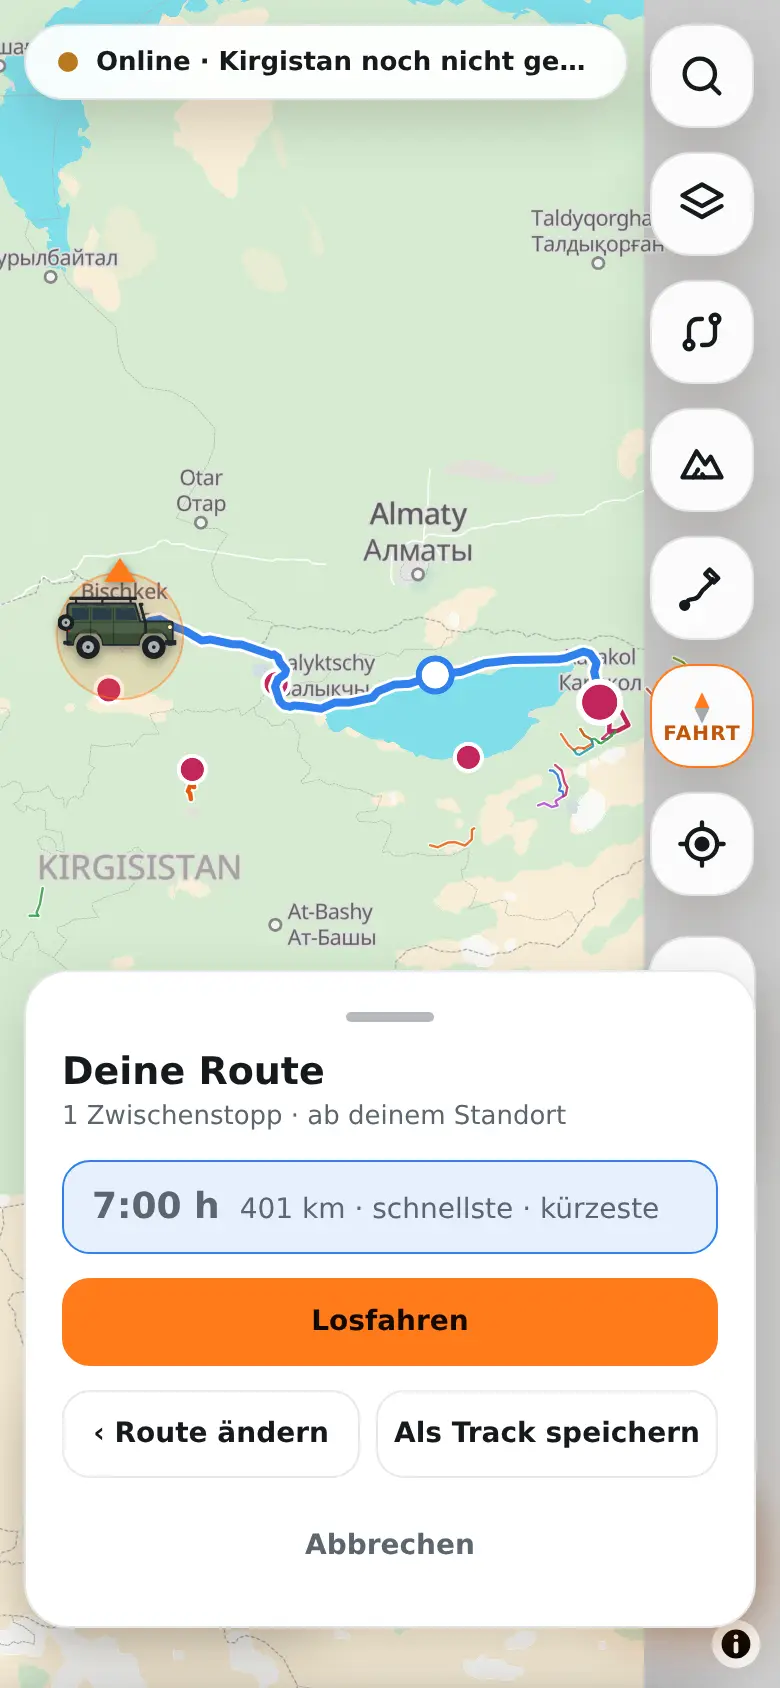 Online · Kirgistan noch nicht ge…
Taldyqorgha
Талдықорған
урылбайтал
Otar
Отар
Almaty
Алматы
Bischkek
alyktschy
алыкчы
akol
Ка кол
FAHRT
KIRGISISTAN
At-Bashy
Ат-Башы
Deine Route
1 Zwischenstopp · ab deinem Standort
7:00 h 401 km · schnellste · kürzeste
Losfahren
‹ Route ändern
Als Track speichern
Abbrechen